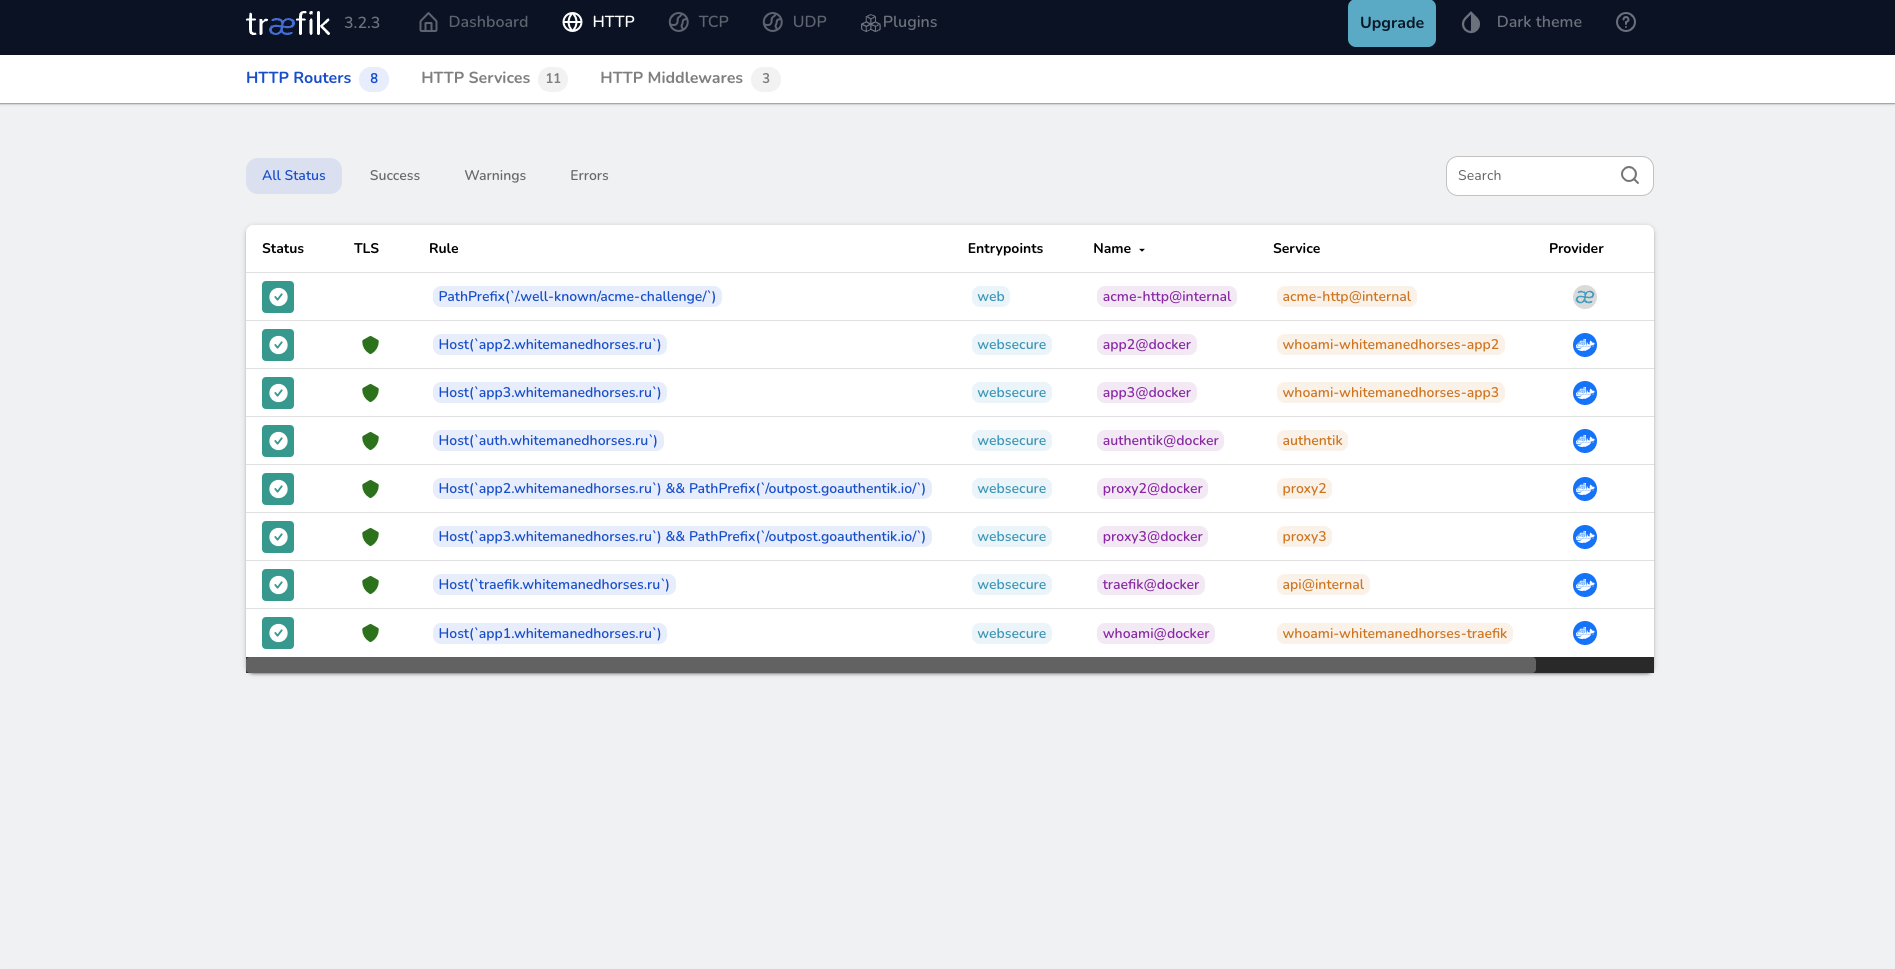 træfik 3.2.3 Dashboard HTTP TCP UDP Plugins Upgrade Dark theme
HTTP Routers 8 HTTP Services 11 HTTP Middlewares 3
All Status Success Warnings Errors Search
Status TLS Rule Entrypoints Name Service Provider
PathPrefix(`/.well-known/acme-challenge/`) web acme-http@internal acme-http@internal æ
Host(`app2.whitemanedhorses.ru`) websecure app2@docker whoami-whitemanedhorses-app2
Host(`app3.whitemanedhorses.ru`) websecure app3@docker whoami-whitemanedhorses-app3
Host(`auth.whitemanedhorses.ru`) websecure authentik@docker authentik
Host(`app2.whitemanedhorses.ru`) && PathPrefix(`/outpost.goauthentik.io/`) websecure proxy2@docker proxy2
Host(`app3.whitemanedhorses.ru`) && PathPrefix(`/outpost.goauthentik.io/`) websecure proxy3@docker proxy3
Host(`traefik.whitemanedhorses.ru`) websecure traefik@docker api@internal
Host(`app1.whitemanedhorses.ru`) websecure whoami@docker whoami-whitemanedhorses-traefik